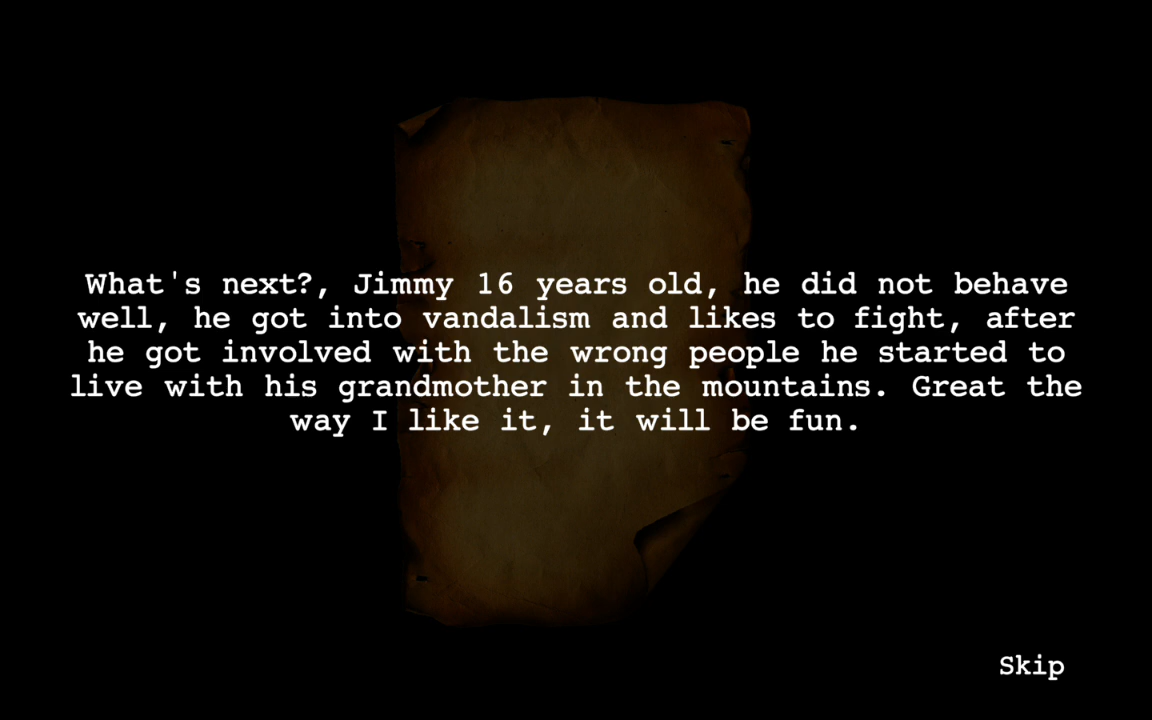 What's next?, Jimmy 16 years old, he did not behave
well, he got into vandalism and likes to fight, after
he got involved with the wrong people he started to
live with his grandmother in the mountains. Great the
way I like it, it will be fun.
Skip